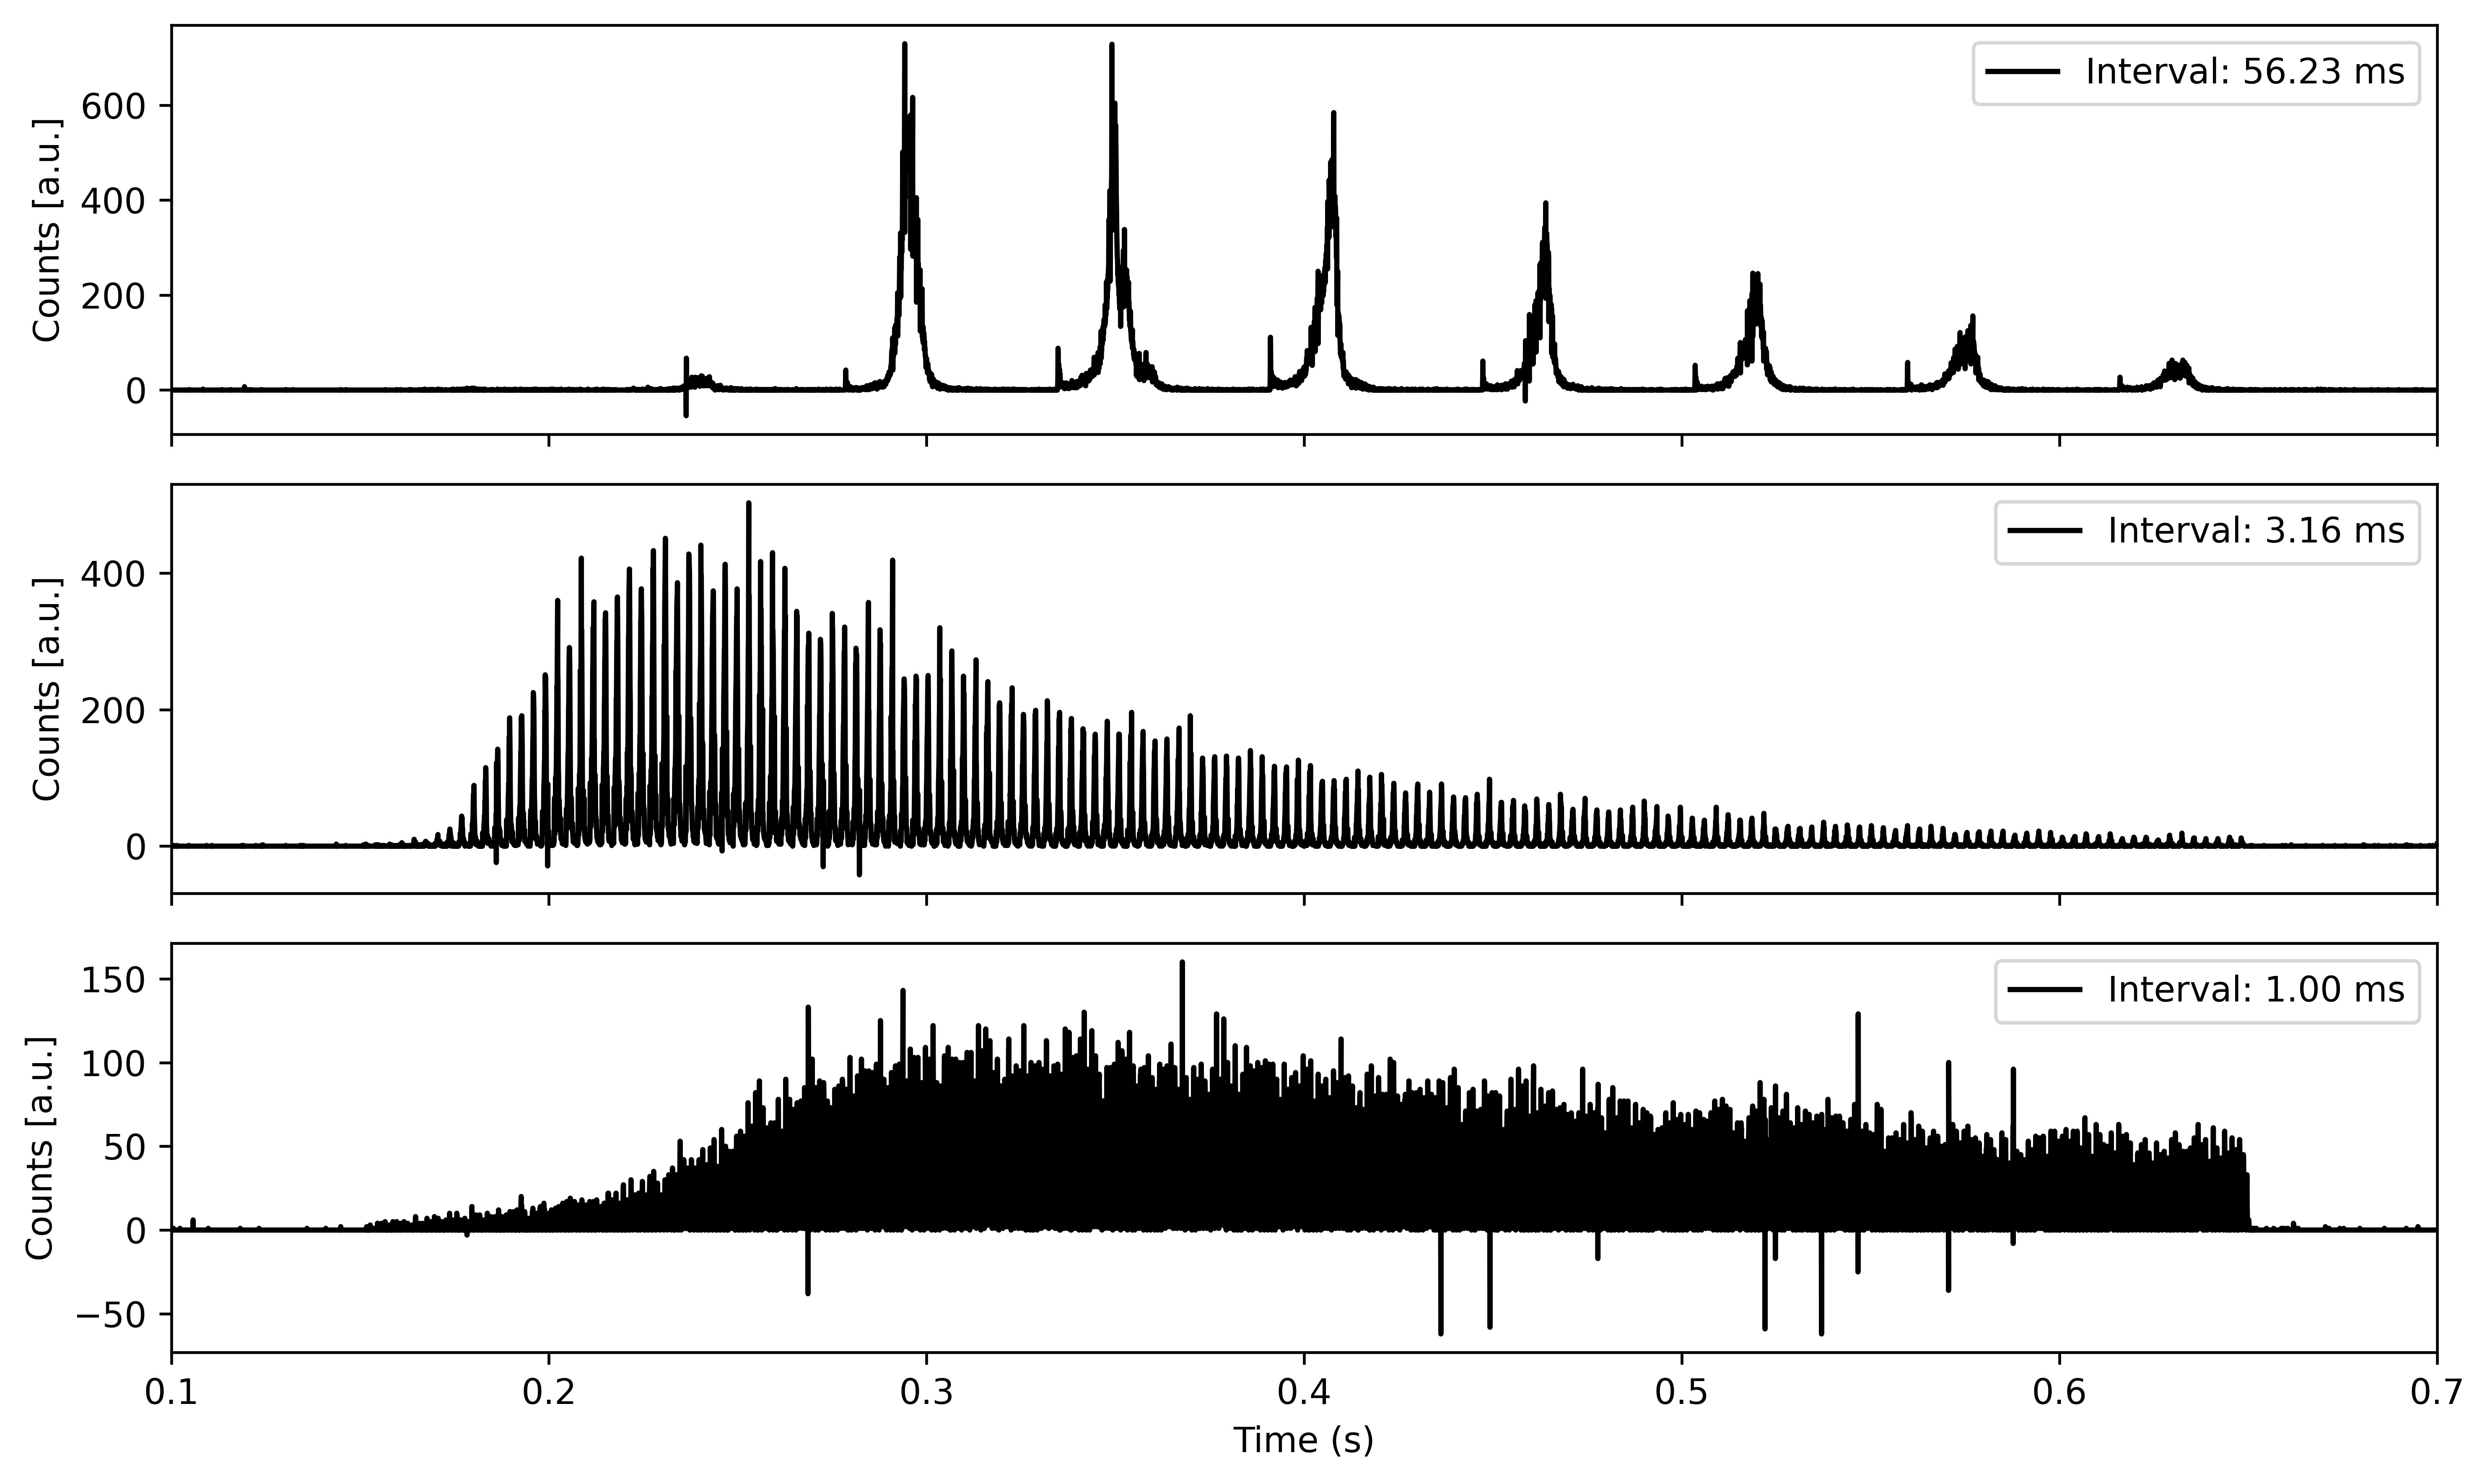 Counts [a.u.]
600
400
200
0
Interval: 56.23 ms
Counts [a.u.]
400
200
0
Interval: 3.16 ms
Counts [a.u.]
150
100
50
0
−50
Interval: 1.00 ms
0.1 0.2 0.3 0.4 0.5 0.6 0.7
Time (s)